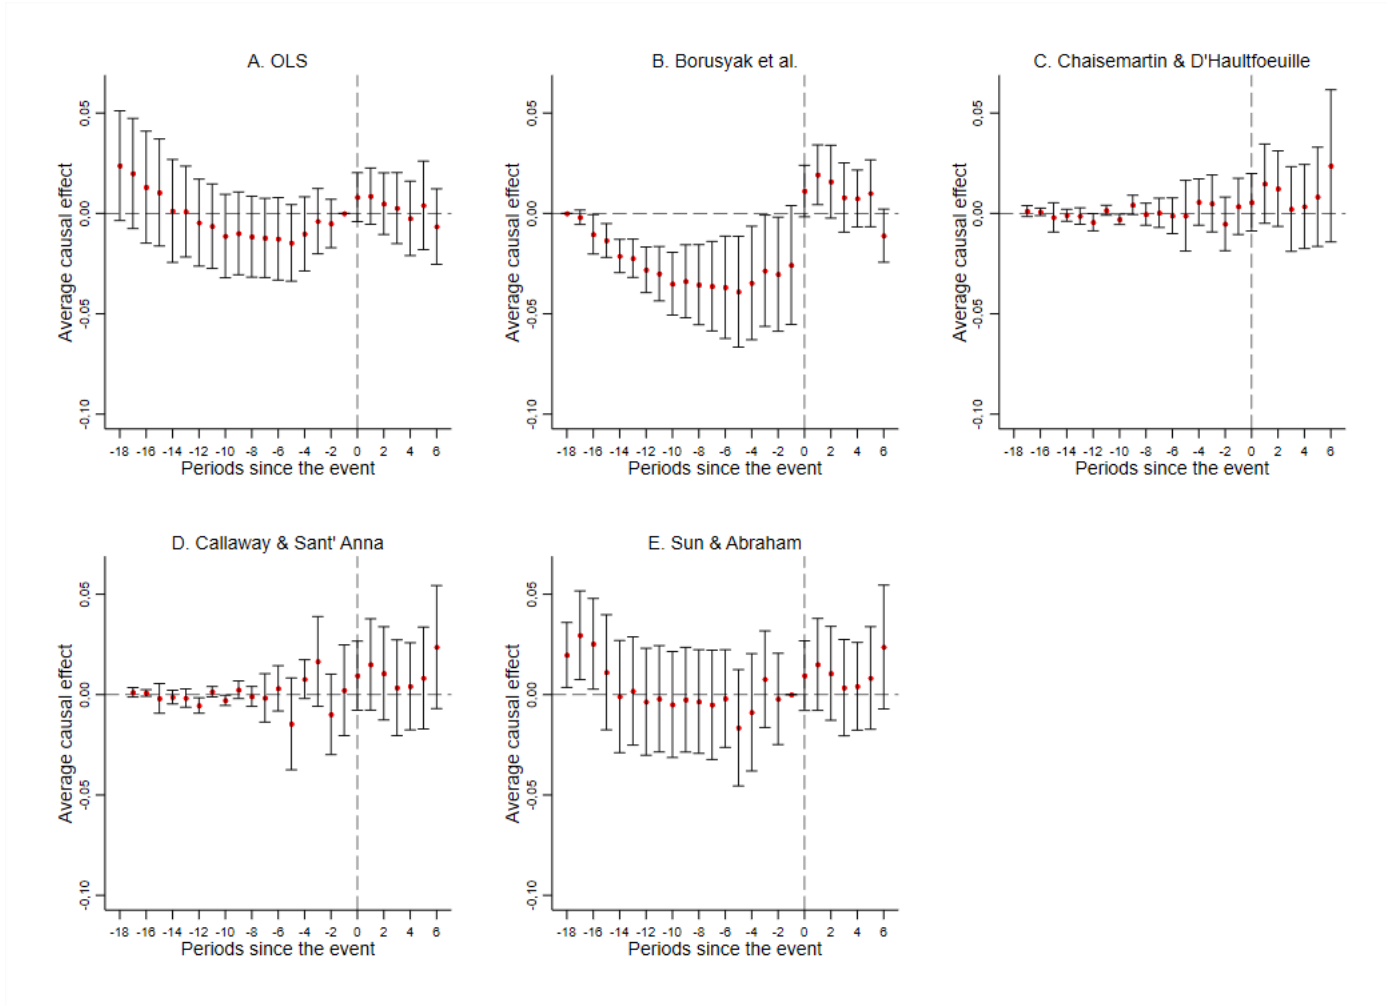 A. OLS
Average causal effect
0.05
0.00
-0.05
-0.10
-18 -16 -14 -12 -10 -8 -6 -4 -2 0 2 4 6
Periods since the event
B. Borusyak et al.
Average causal effect
0.05
0.00
-0.05
-0.10
-18 -16 -14 -12 -10 -8 -6 -4 -2 0 2 4 6
Periods since the event
C. Chaisemartin & D'Haultfoeuille
Average causal effect
0.05
0.00
-0.05
-0.10
-18 -16 -14 -12 -10 -8 -6 -4 -2 0 2 4 6
Periods since the event
D. Callaway & Sant' Anna
Average causal effect
0.05
0.00
-0.05
-0.10
-18 -16 -14 -12 -10 -8 -6 -4 -2 0 2 4 6
Periods since the event
E. Sun & Abraham
Average causal effect
0.05
0.00
-0.05
-0.10
-18 -16 -14 -12 -10 -8 -6 -4 -2 0 2 4 6
Periods since the event